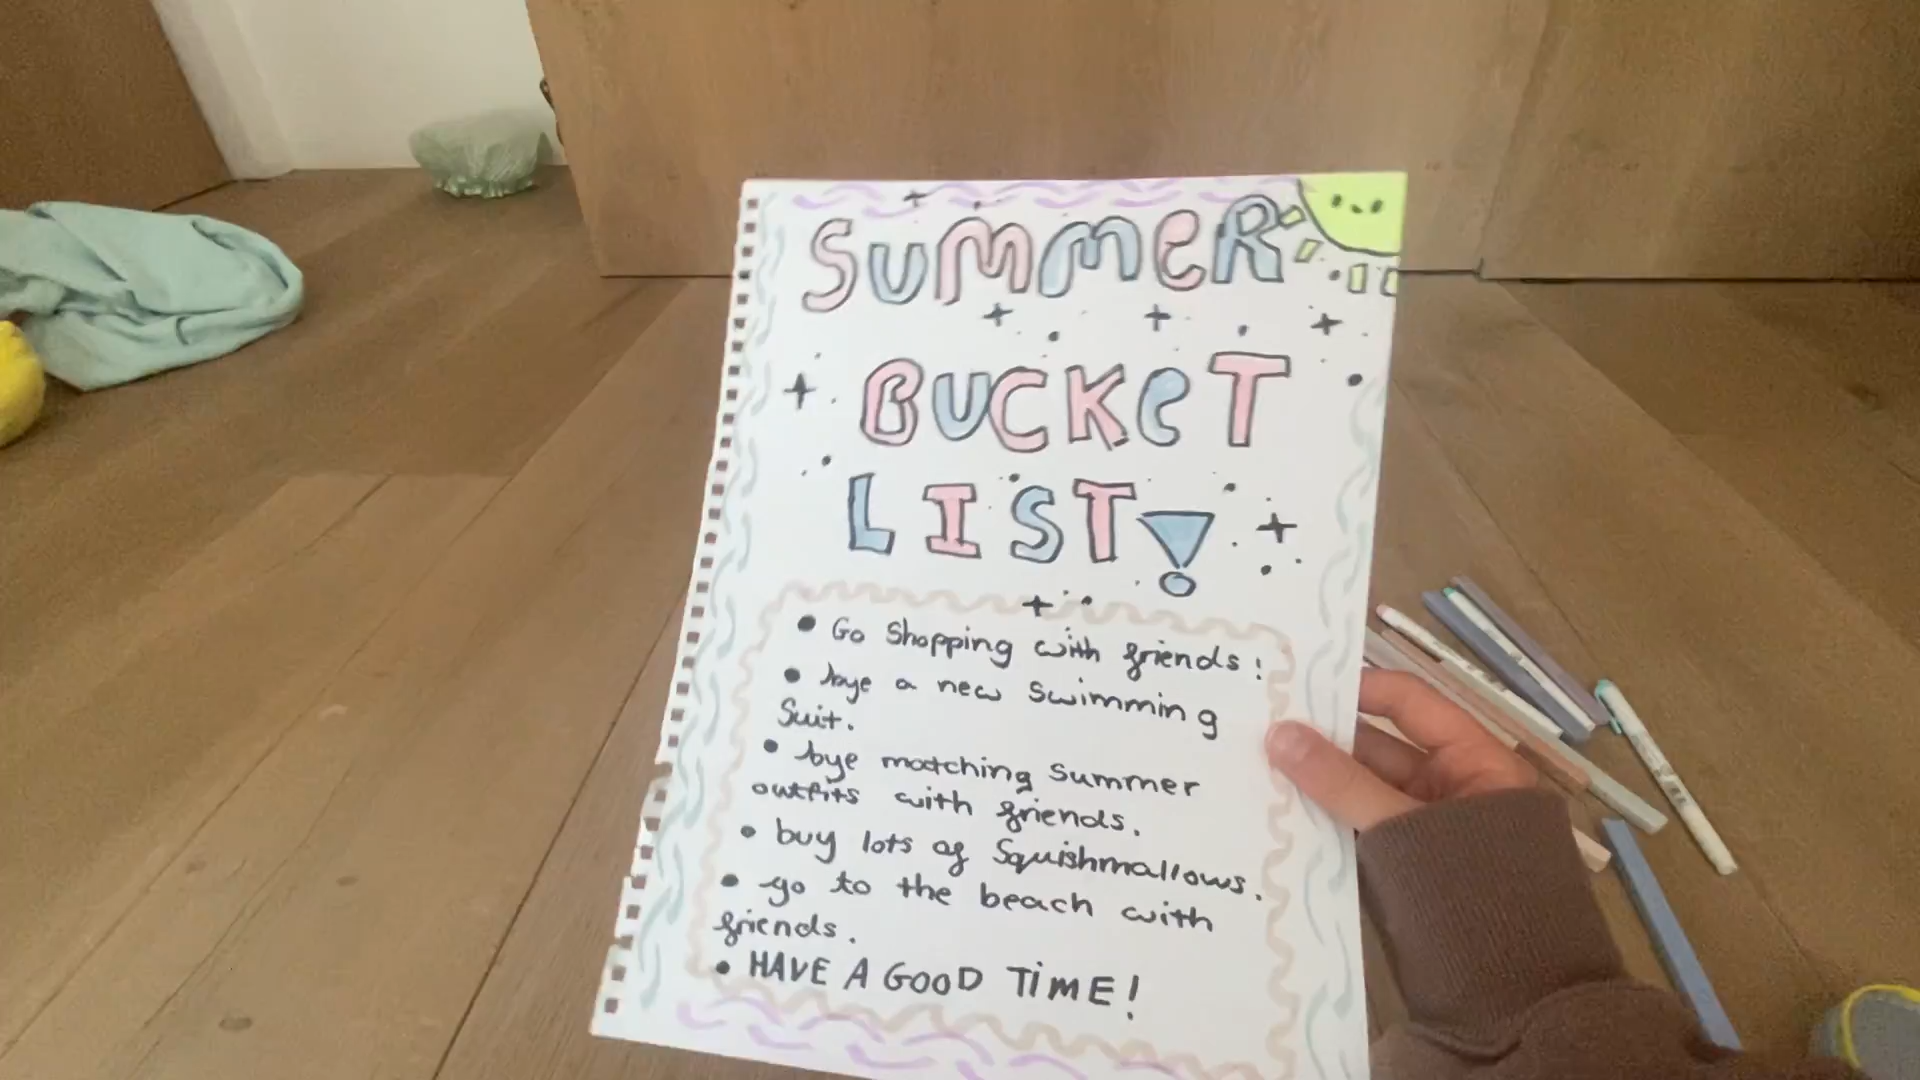 SUMMER
BUCKET
LIST!
• Go Shopping with friends!
• bye a new Swimming
Suit.
• bye matching Summer
outfits with friends.
• buy lots of Squishmallows.
• go to the beach with
friends.
• HAVE A GOOD TiME!